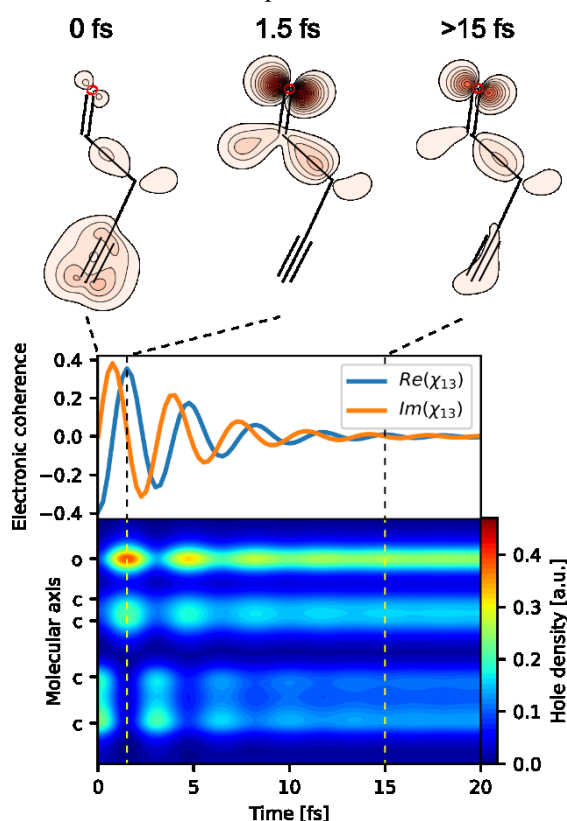 0 fs 1.5 fs >15 fs
Electronic coherence
0.4
0.2
0.0
−0.2
−0.4
Re(χ13)
Im(χ13)
Molecular axis
O
C
C
C
C
0 5 10 15 20
Time [fs]
0.4
0.3
0.2
0.1
0.0
Hole density [a.u.]